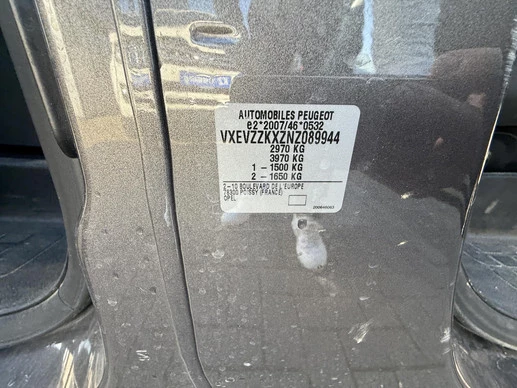 AUTOMOBILES PEUGEOT
e2*2007/46*0532
VXEVZZKXZNZ089944
2970 KG
3970 KG
1 - 1500 KG
2 - 1650 KG
2-10 BOULEVARD DE L'EUROPE
78300 POISSY (FRANCE)
OPEL